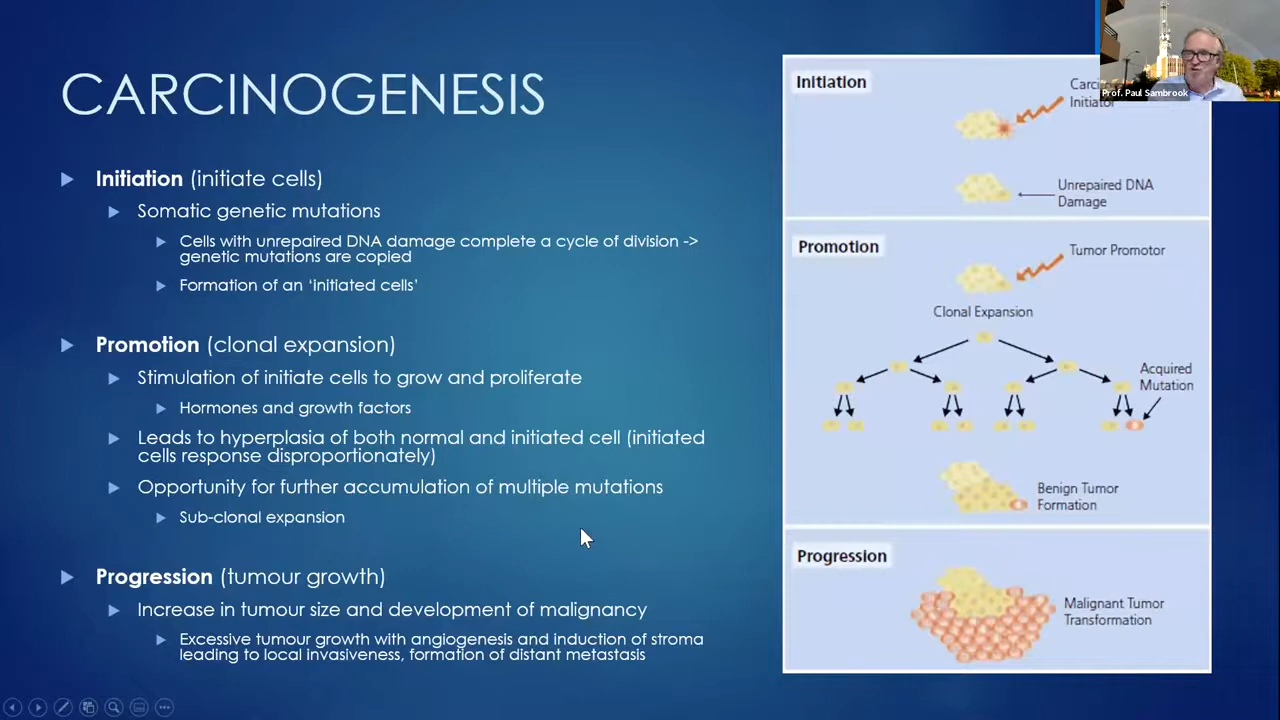 CARCINOGENESIS
Initiation (initiate cells)
Somatic genetic mutations
Cells with unrepaired DNA damage complete a cycle of division ->
genetic mutations are copied
Formation of an ‘initiated cells’
Promotion (clonal expansion)
Stimulation of initiate cells to grow and proliferate
Hormones and growth factors
Leads to hyperplasia of both normal and initiated cell (initiated
cells response disproportionately)
Opportunity for further accumulation of multiple mutations
Sub-clonal expansion
Progression (tumour growth)
Increase in tumour size and development of malignancy
Excessive tumour growth with angiogenesis and induction of stroma
leading to local invasiveness, formation of distant metastasis
Initiation
Initiator
Unrepaired DNA
Damage
Promotion
Tumor Promotor
Clonal Expansion
Acquired
Mutation
Benign Tumor
Formation
Progression
Malignant Tumor
Transformation
Prof. Paul Sambrook